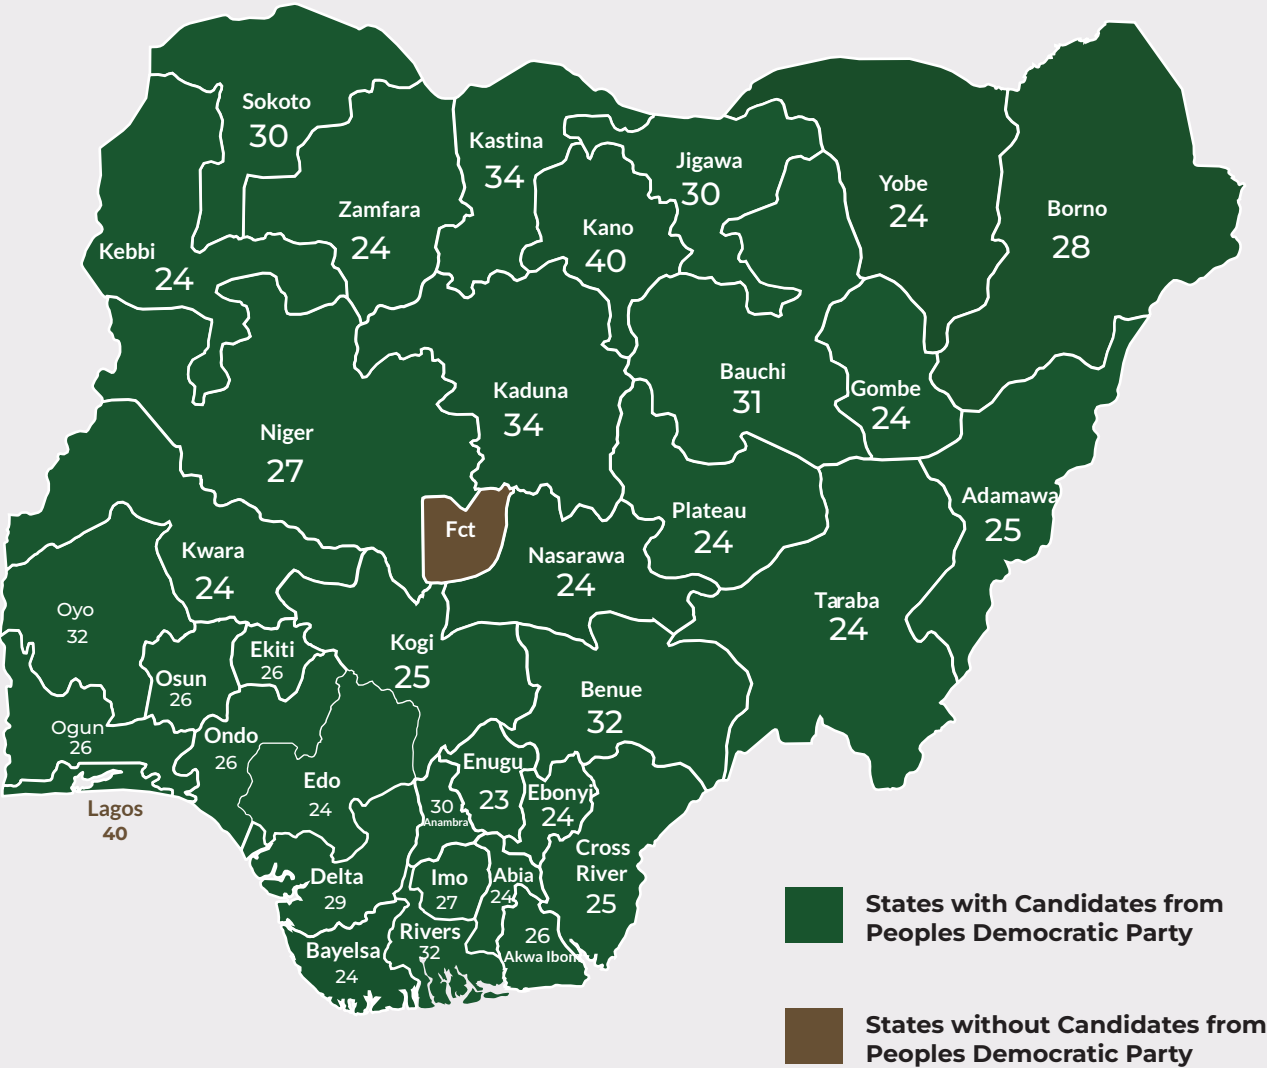 Sokoto
30
Kastina
34
Jigawa
30
Yobe
24
Borno
28
Zamfara
24
Kano
40
Kebbi
24
Bauchi
31
Gombe
24
Kaduna
34
Niger
27
Adamawa
25
Plateau
24
Fct
Nasarawa
24
Kwara
24
Taraba
24
Oyo
32
Kogi
25
Ekiti
26
Osun
26
Benue
32
Ogun
26
Ondo
26
Edo
24
Enugu
23
Ebonyi
24
30
Anambra
Lagos
40
Cross
River
25
Delta
29
Imo
27
Abia
24
Rivers
32
26
Akwa Ibom
Bayelsa
24
States with Candidates from
Peoples Democratic Party
States without Candidates from
Peoples Democratic Party